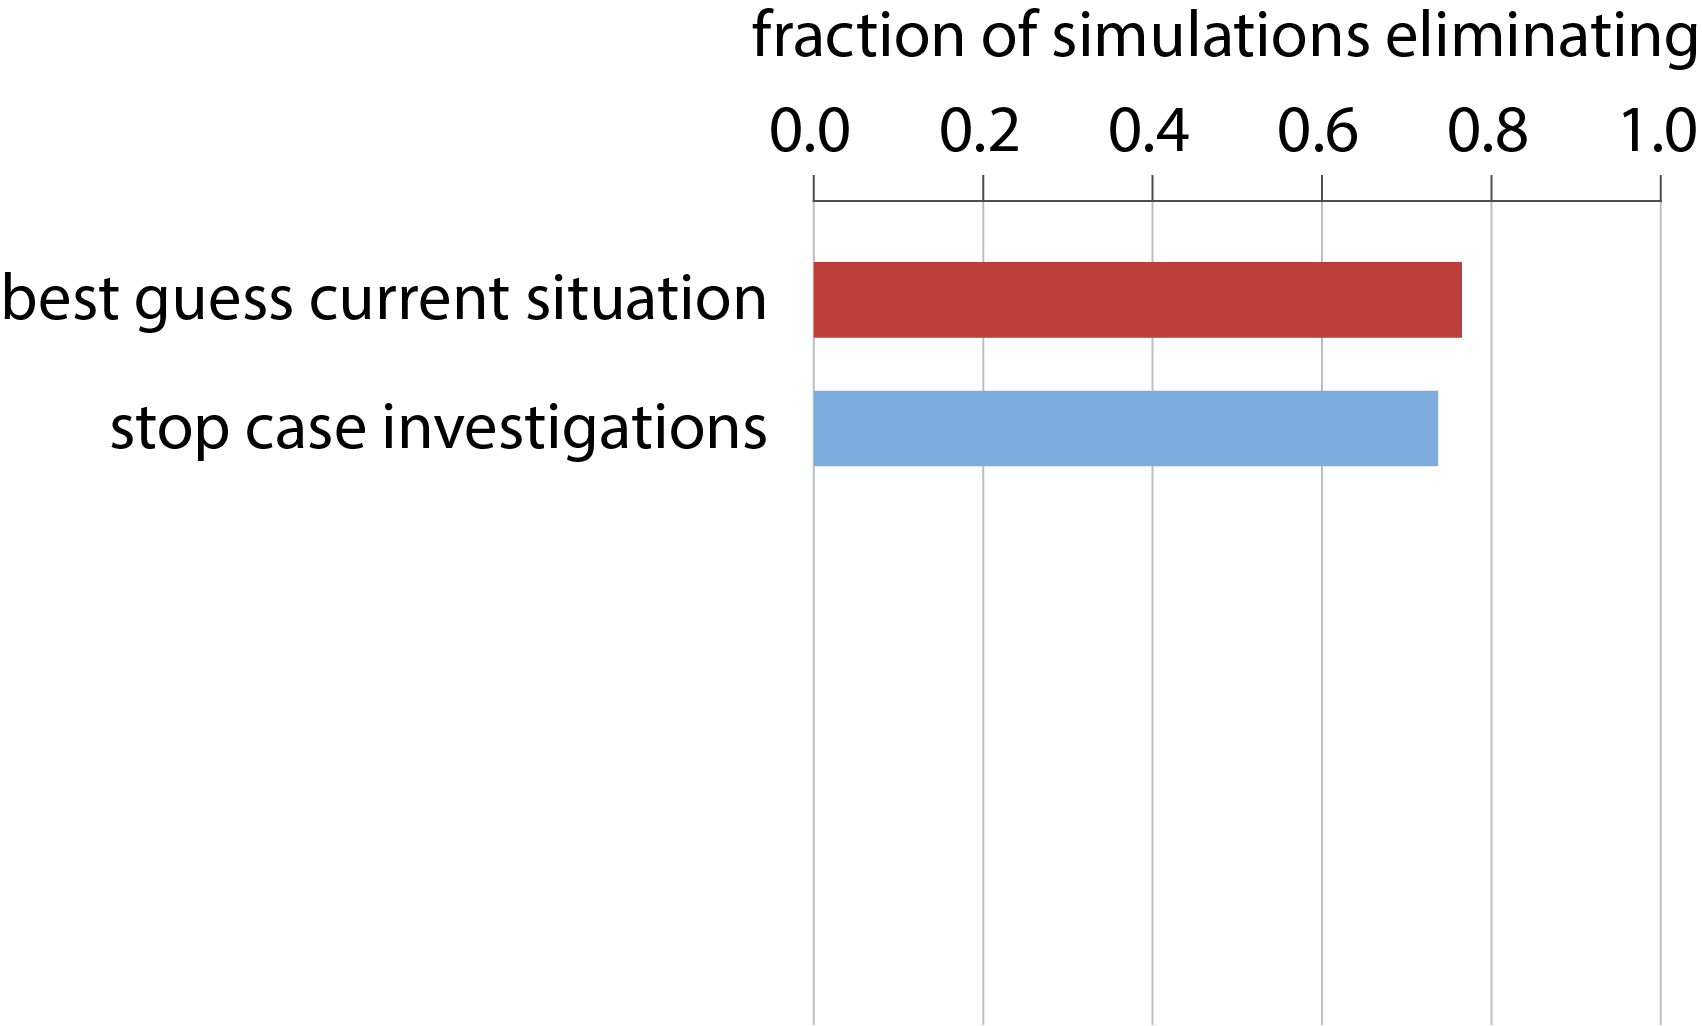 fraction of simulations eliminating
0.0 0.2 0.4 0.6 0.8 1.0
best guess current situation
stop case investigations